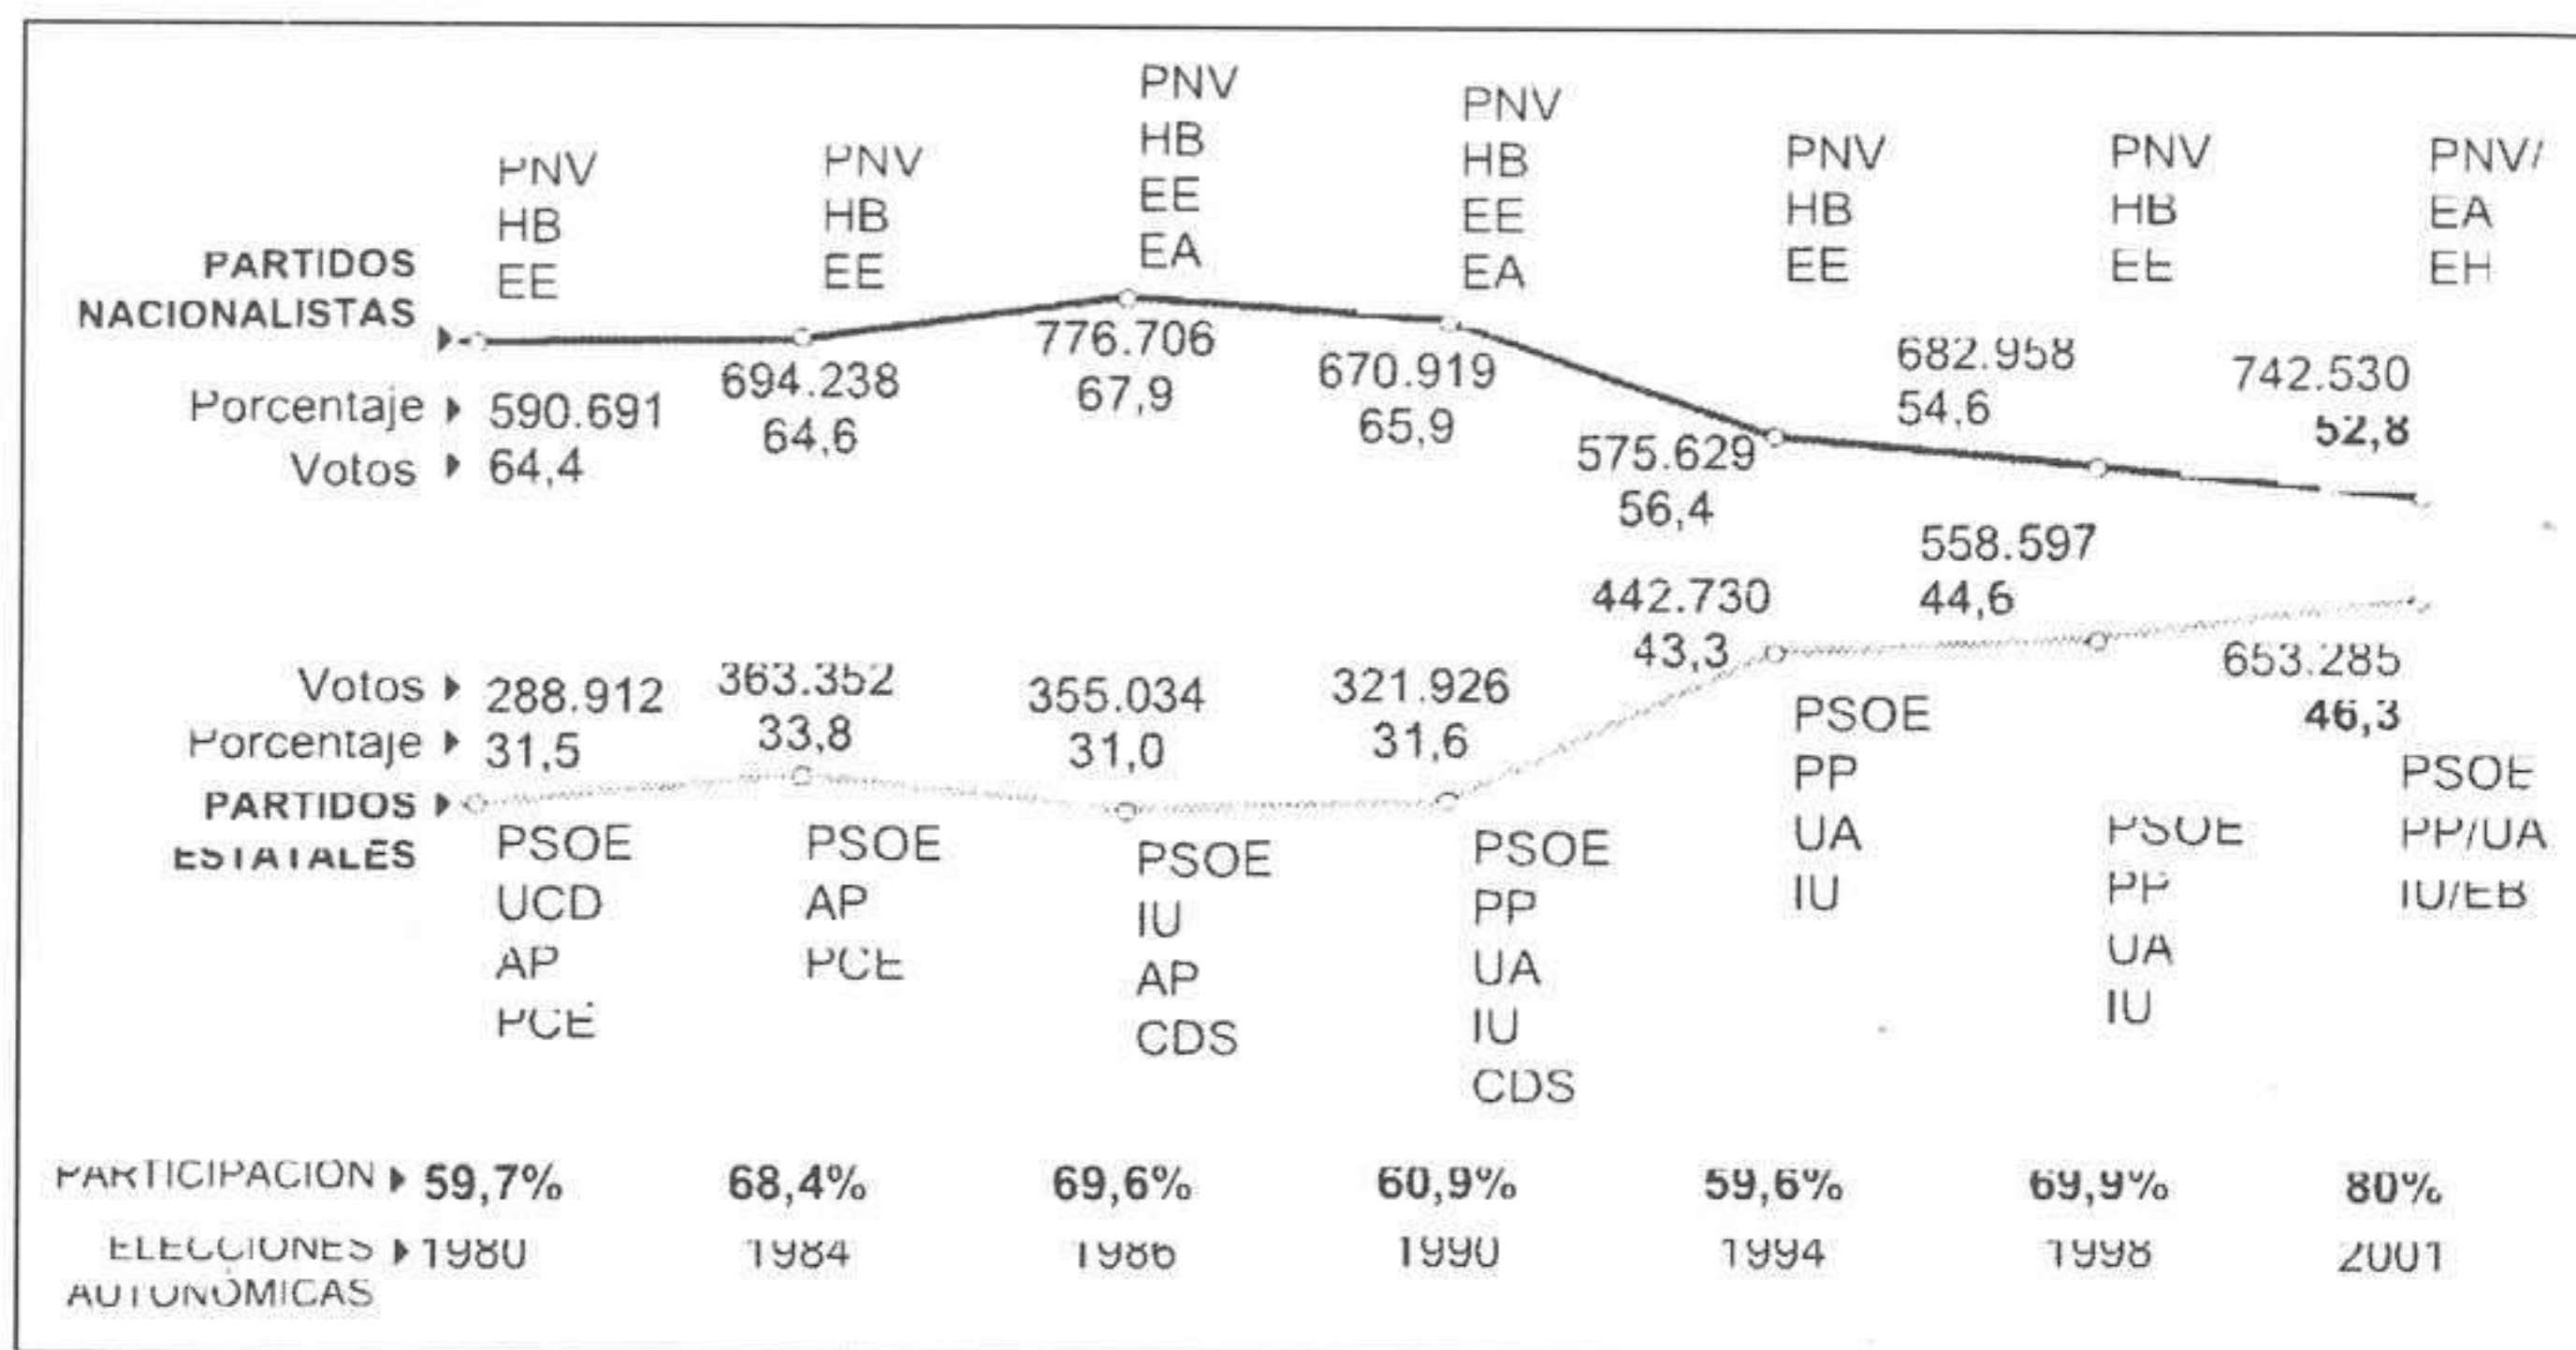 PARTIDOS
NACIONALISTAS
PNV
HB
EE
PNV
HB
EE
PNV
HB
EE
EA
PNV
HB
EE
EA
PNV
HB
EE
PNV
HB
EE
PNV/
EA
EH
Porcentaje
Votos
590.691
64,4
694.238
64,6
776.706
67,9
670.919
65,9
575.629
56,4
682.958
54,6
742.530
52,8
Votos
Porcentaje
288.912
31,5
363.352
33,8
355.034
31,0
321.926
31,6
442.730
43,3
558.597
44,6
653.285
46,3
PARTIDOS
ESTATALES
PSOE
UCD
AP
PCE
PSOE
AP
PCE
PSOE
IU
AP
CDS
PSOE
PP
UA
IU
CDS
PSOE
PP
UA
IU
PSOE
PP
UA
IU
PSOE
PP/UA
IU/EB
PARTICIPACIÓN 59,7% 68,4% 69,6% 60,9% 59,6% 69,9% 80%
ELECCIONES 1980 1984 1986 1990 1994 1998 2001
AUTONÓMICAS